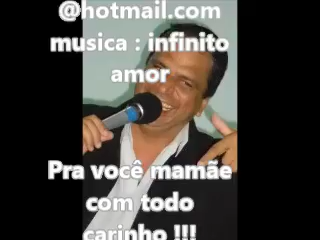 @hotmail.com
musica : infinito
amor
Pra você mamãe
com todo
carinho !!!